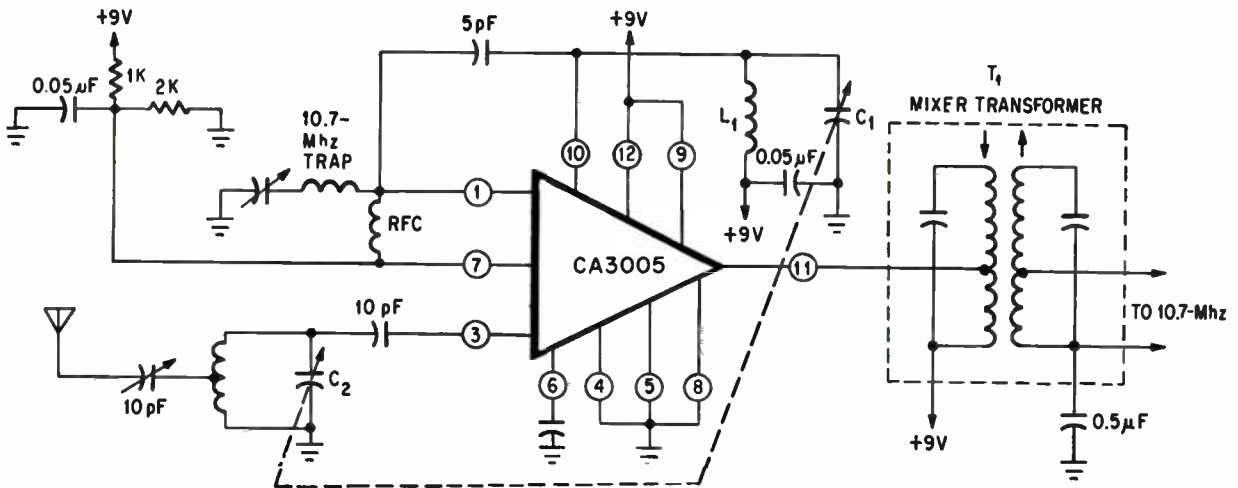 +9V
0.05µF
1K
2K
5pF
+9V
10.7-
Mhz
TRAP
10
12
9
L1
C1
0.05µF
+9V
T1
MIXER TRANSFORMER
1
RFC
7
CA3005
11
10 pF
3
10 pF
C2
6
4
5
8
TO 10.7-Mhz
+9V
0.5µF